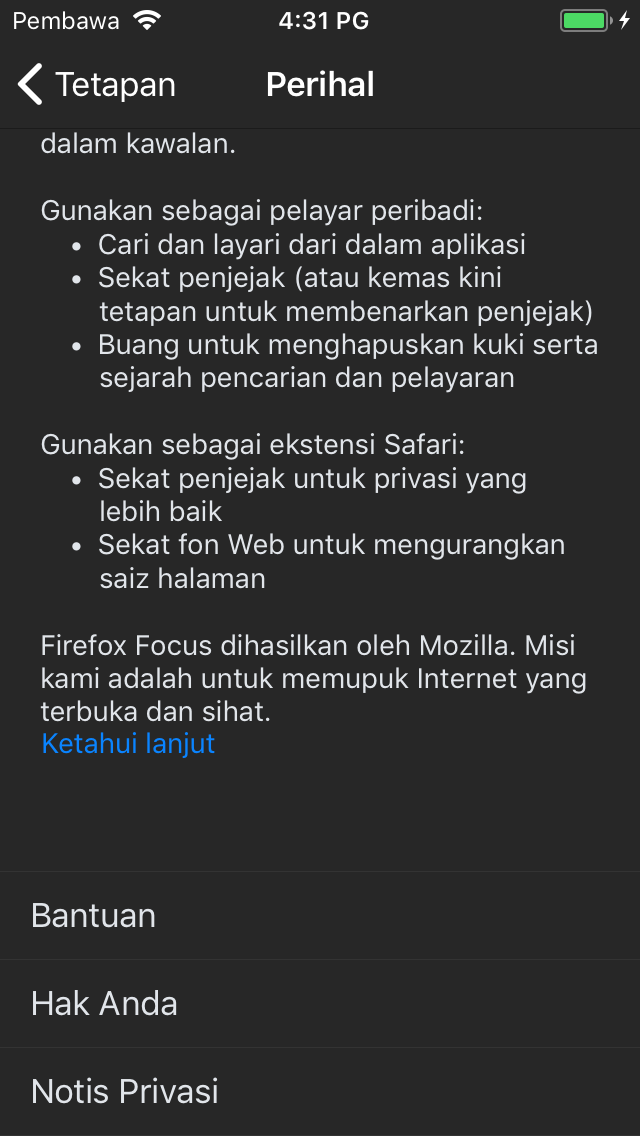 Pembawa 4:31 PG
Tetapan Perihal
dalam kawalan.
Gunakan sebagai pelayar peribadi:
• Cari dan layari dari dalam aplikasi
• Sekat penjejak (atau kemas kini
tetapan untuk membenarkan penjejak)
• Buang untuk menghapuskan kuki serta
sejarah pencarian dan pelayaran
Gunakan sebagai ekstensi Safari:
• Sekat penjejak untuk privasi yang
lebih baik
• Sekat fon Web untuk mengurangkan
saiz halaman
Firefox Focus dihasilkan oleh Mozilla. Misi
kami adalah untuk memupuk Internet yang
terbuka dan sihat.
Ketahui lanjut
Bantuan
Hak Anda
Notis Privasi